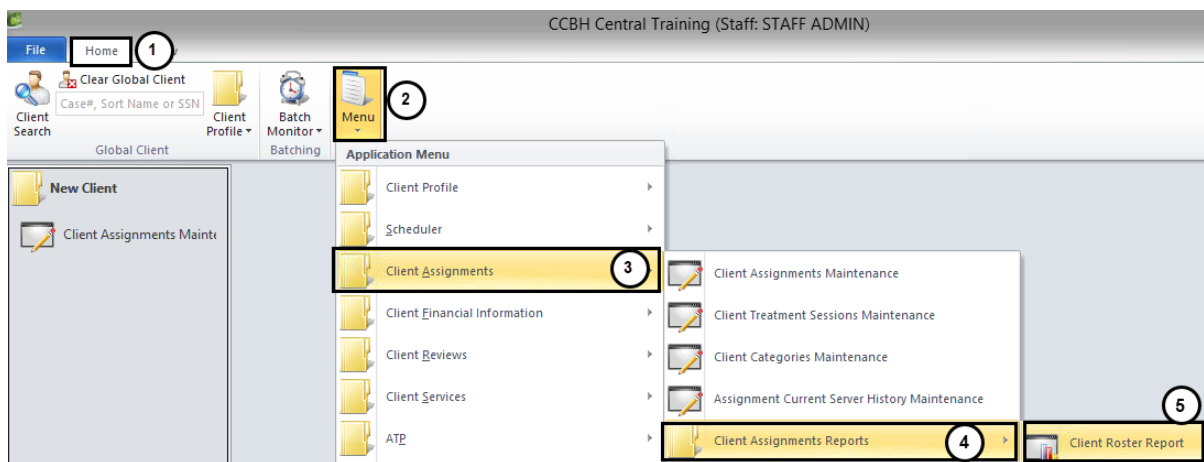 CCBH Central Training (Staff: STAFF ADMIN)
File
Home
1
2
Clear Global Client
Case#, Sort Name or SSN
Client
Search
Client
Profile
Batch
Monitor
Menu
Global Client
Batching
Application Menu
New Client
Client Assignments Mainte
Client Profile
Scheduler
Client Assignments
3
Client Financial Information
Client Reviews
Client Services
ATP
Client Assignments Maintenance
Client Treatment Sessions Maintenance
Client Categories Maintenance
Assignment Current Server History Maintenance
Client Assignments Reports
4
5
Client Roster Report